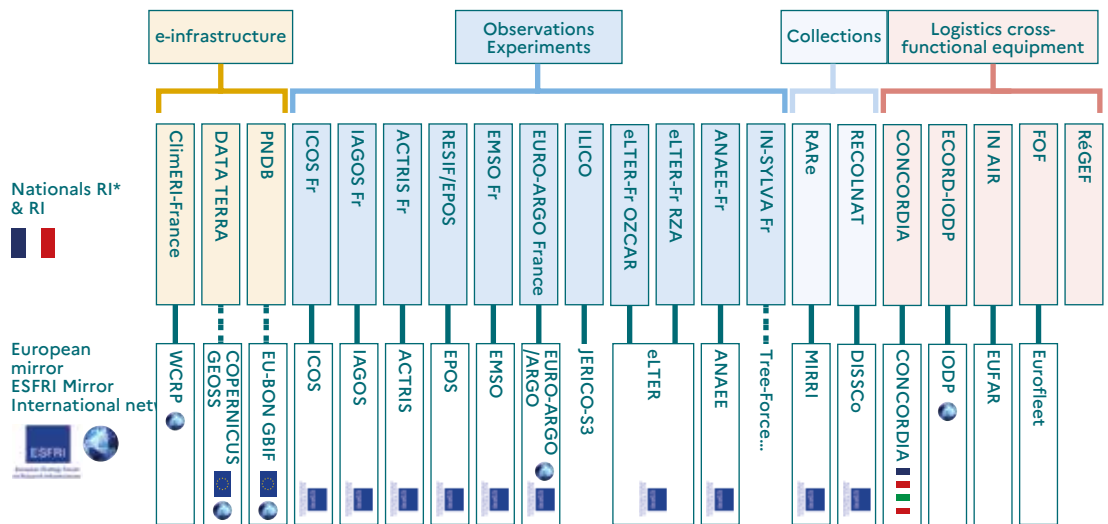 e-infrastructure
Observations
Experiments
Collections
Logistics cross-
functional equipment
Nationals RI*
& RI
ClimERI-France
DATA TERRA
PNDB
ICOS Fr
IAGOS Fr
ACTRIS Fr
RESIF/EPOS
EMSO Fr
EURO-ARGO France
ILICO
eLTER-Fr OZCAR
eLTER-Fr RZA
ANAEE-Fr
IN-SYLVA Fr
RARe
RECOLNAT
CONCORDIA
ECORD-IODP
IN AIR
FOF
RéGEF
European
mirror
ESFRI Mirror
International net
ESFRI
WCRP
COPERNICUS
GEOSS
EU-BON GBIF
ICOS
IAGOS
ACTRIS
EPOS
EMSO
EURO-ARGO
/ARGO
JERICO-S3
eLTER
ANAEE
Tree-Force...
MIRRI
DISSCo
CONCORDIA
IODP
EUFAR
Eurofleet